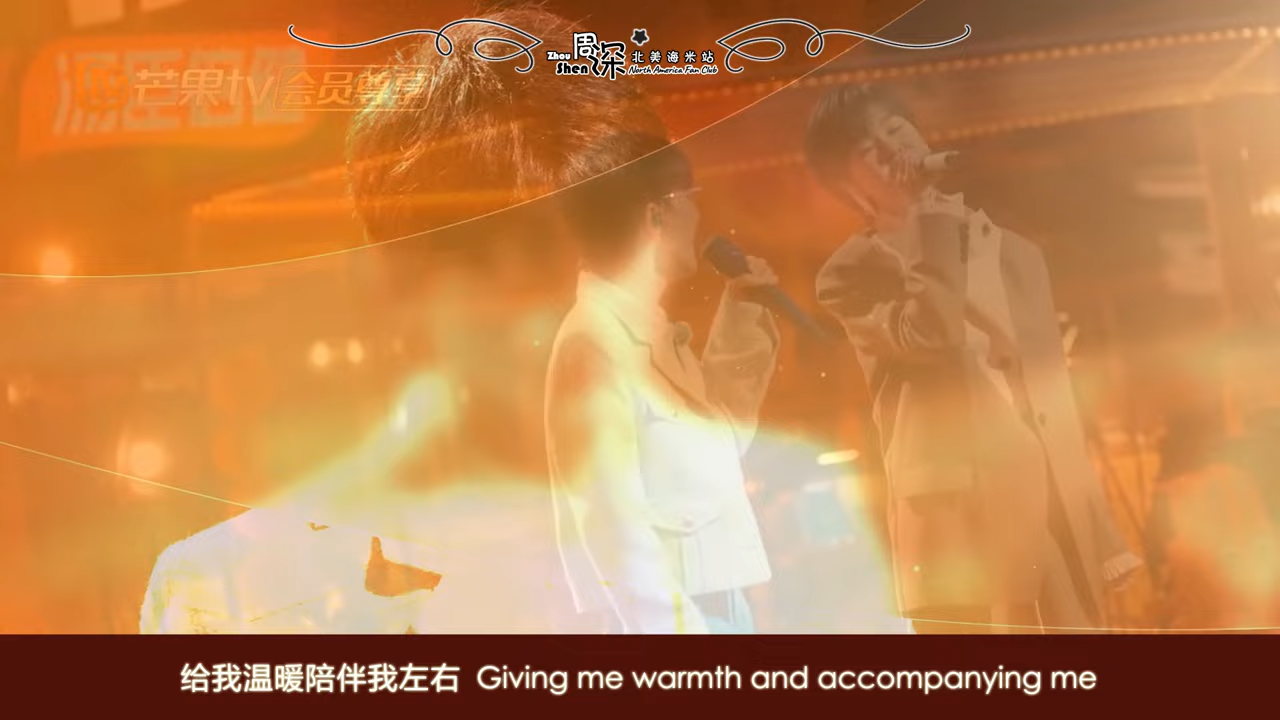 Zhou Shen 周深
北美海米站
North America Fan Club
芒果tv 会员尊享
给我温暖陪伴我左右 Giving me warmth and accompanying me